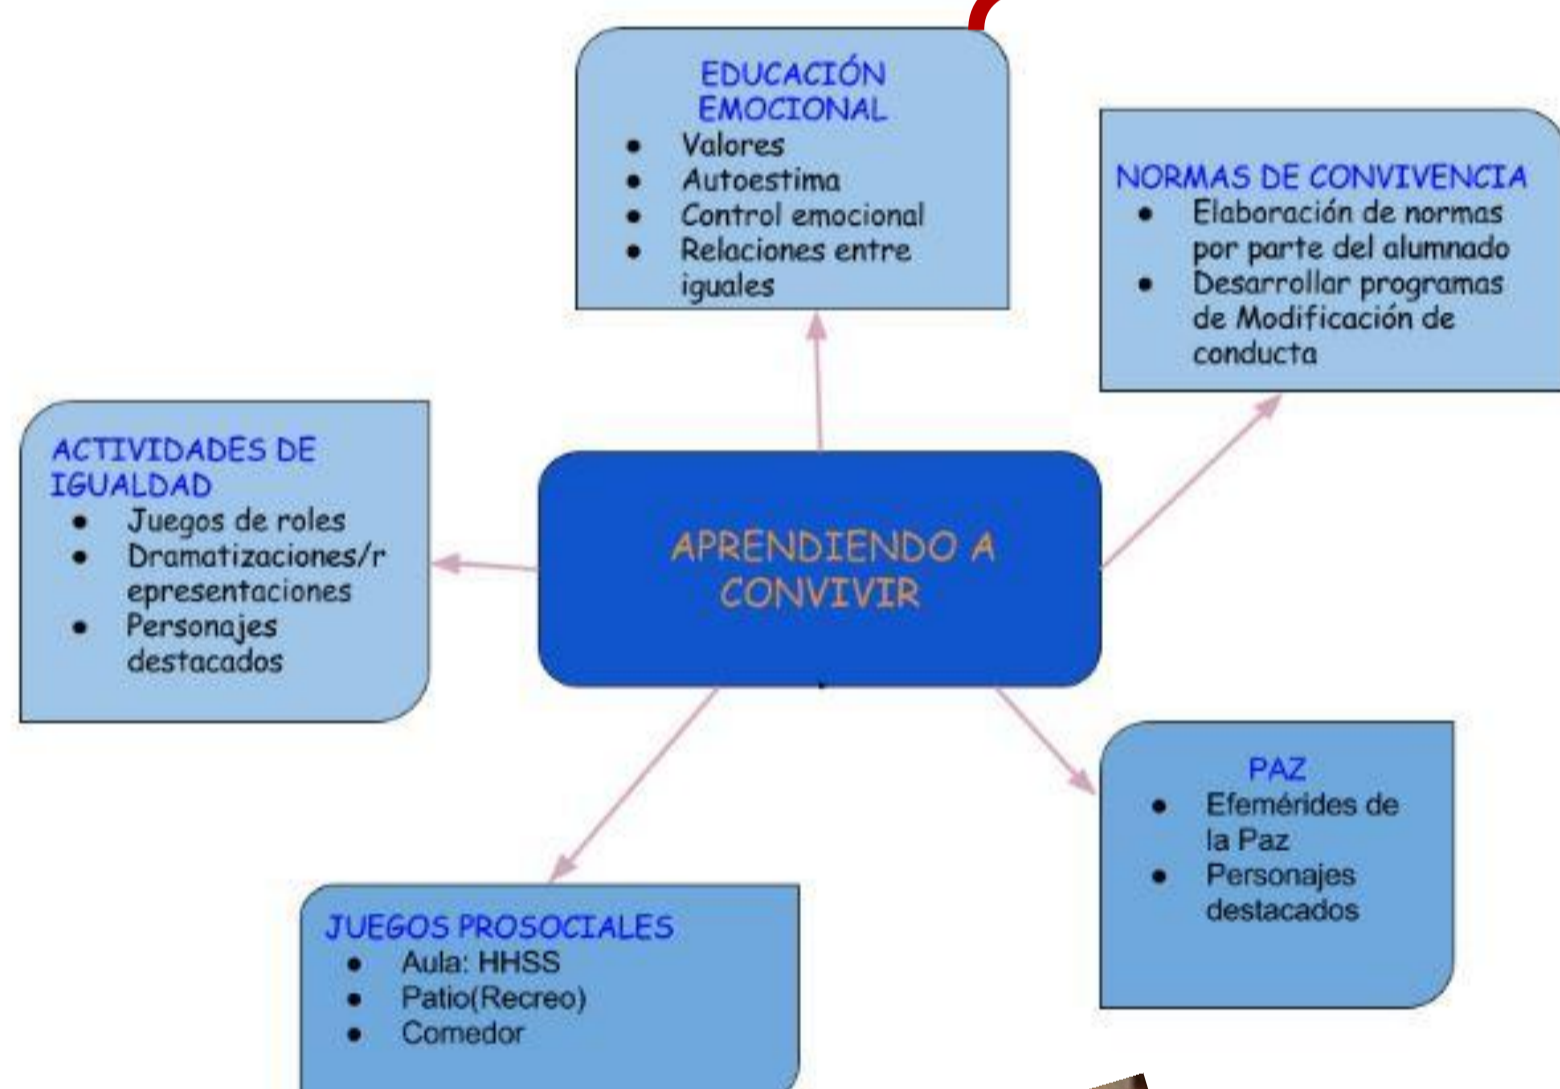 EDUCACIÓN
EMOCIONAL
● Valores
● Autoestima
● Control emocional
● Relaciones entre
iguales
NORMAS DE CONVIVENCIA
● Elaboración de normas
por parte del alumnado
● Desarrollar programas
de Modificación de
conducta
ACTIVIDADES DE
IGUALDAD
● Juegos de roles
● Dramatizaciones/r
epresentaciones
● Personajes
destacados
APRENDIENDO A
CONVIVIR
PAZ
● Efemérides de
la Paz
● Personajes
destacados
JUEGOS PROSOCIALES
● Aula: HHSS
● Patio(Recreo)
● Comedor